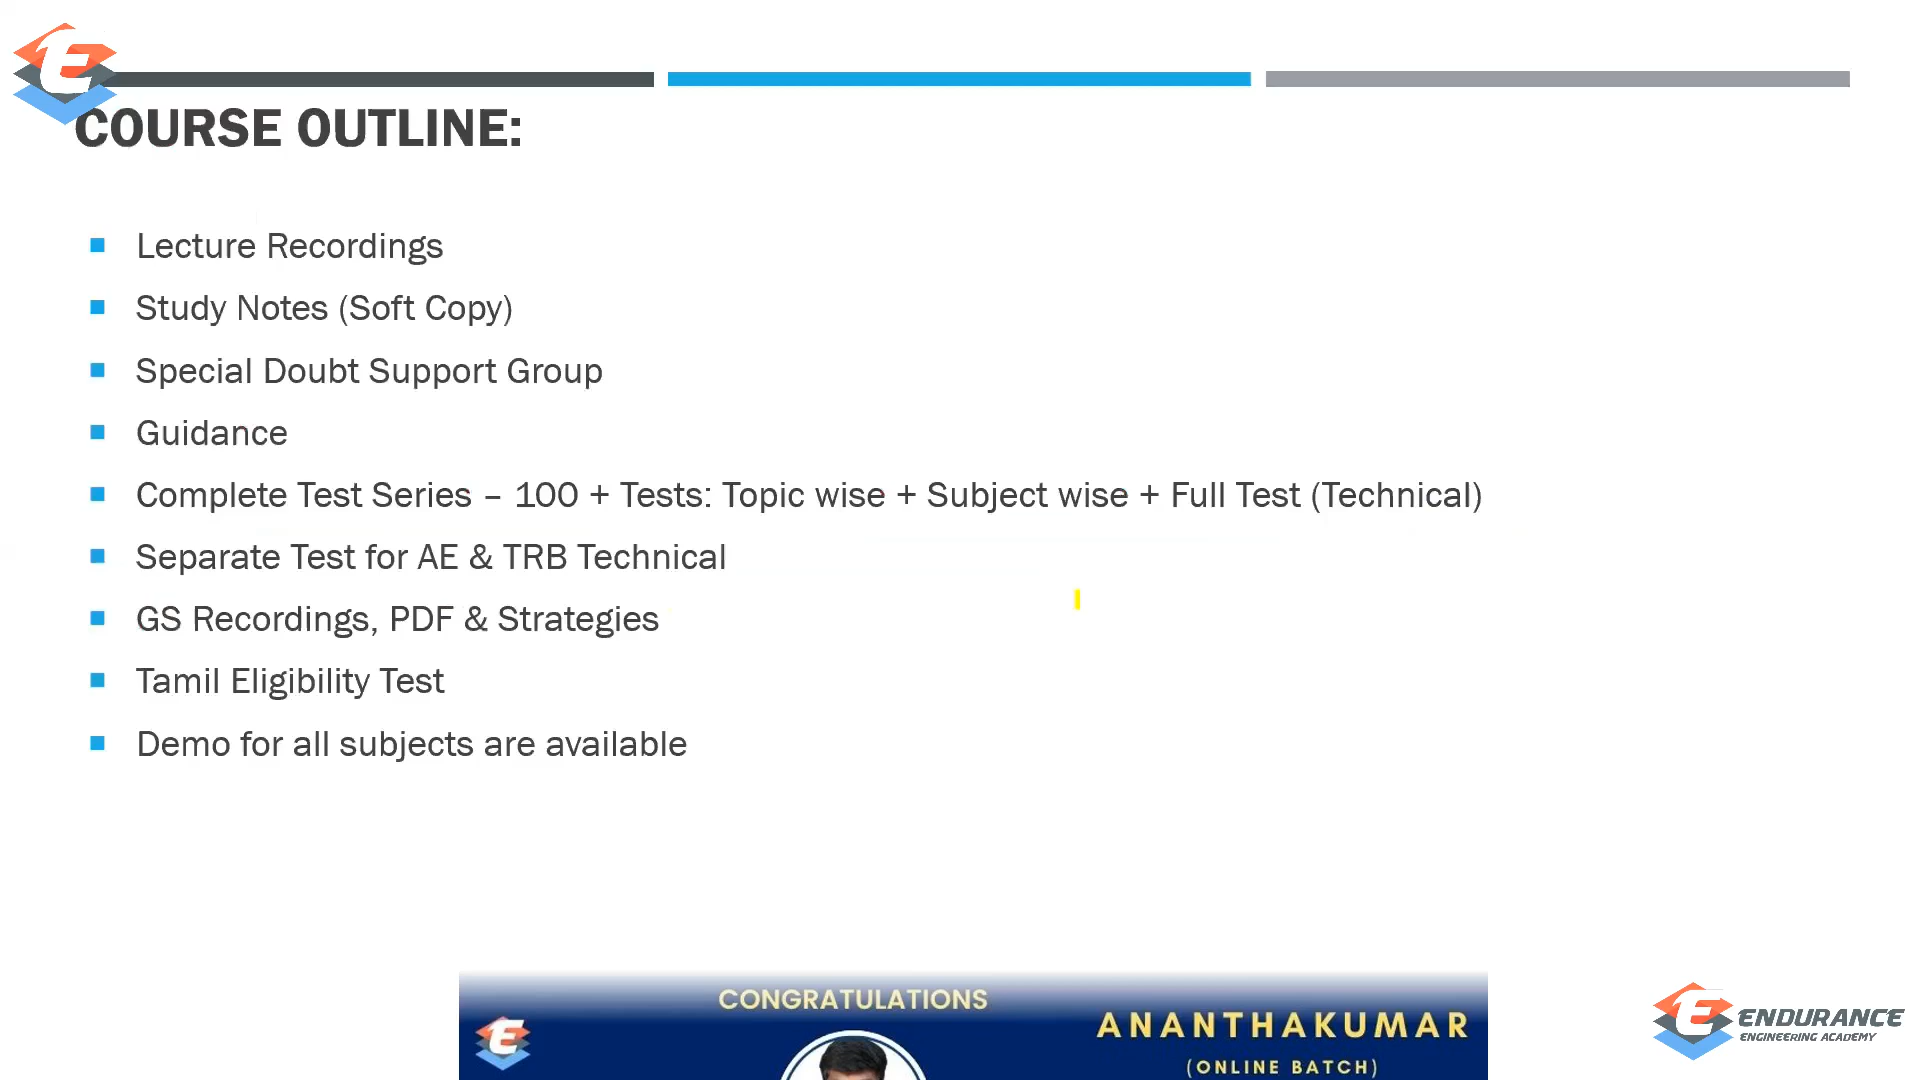 COURSE OUTLINE:
Lecture Recordings
Study Notes (Soft Copy)
Special Doubt Support Group
Guidance
Complete Test Series – 100 + Tests: Topic wise + Subject wise + Full Test (Technical)
Separate Test for AE & TRB Technical
GS Recordings, PDF & Strategies
Tamil Eligibility Test
Demo for all subjects are available
CONGRATULATIONS
ANANTHAKUMAR
(ONLINE BATCH)
ENDURANCE
ENGINEERING ACADEMY